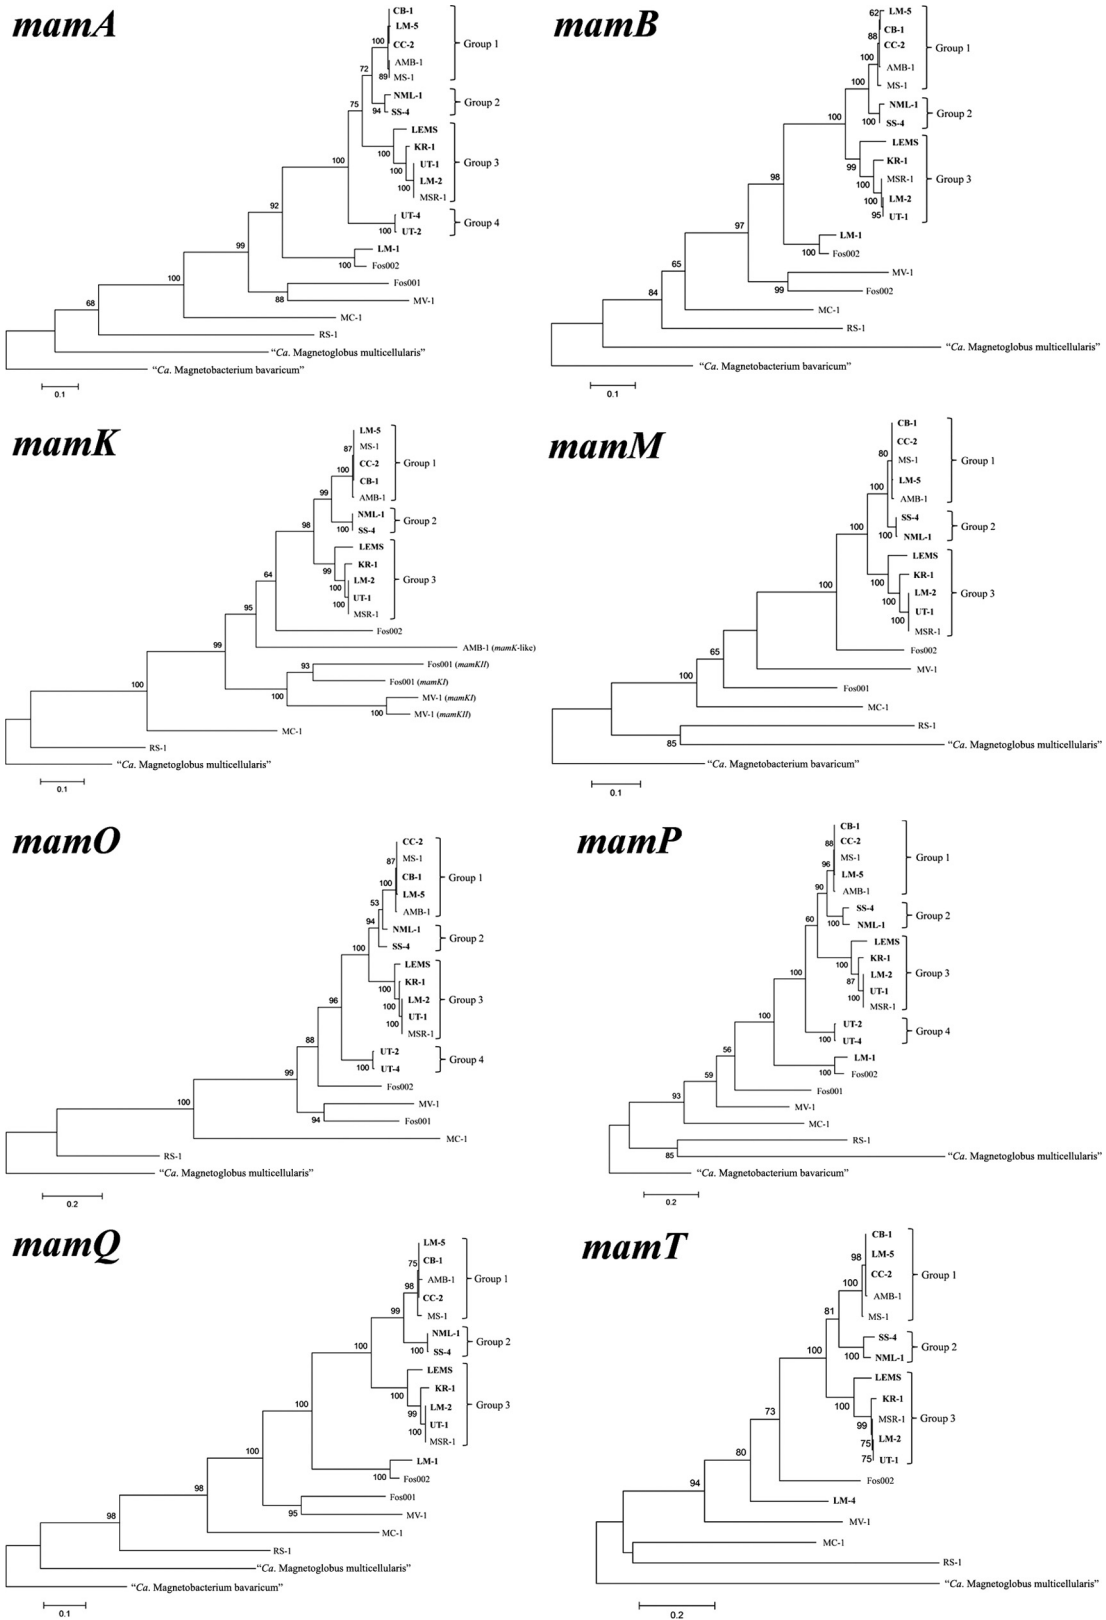 mamA
CB-1
LM-5
100
CC-2
Group 1
AMB-1
72
89
MS-1
NML-1
Group 2
75
94
SS-4
LEMS
KR-1
100
UT-1
Group 3
100
100
LM-2
100
MSR-1
UT-4
Group 4
92
100
UT-2
99
LM-1
100
Fos002
100
Fos001
88
MV-1
68
MC-1
RS-1
“Ca. Magnetoglobus multicellularis”
“Ca. Magnetobacterium bavaricum”
0.1
mamB
62
LM-5
CB-1
88
CC-2
Group 1
100
AMB-1
MS-1
100
NML-1
Group 2
100
100
SS-4
LEMS
99
KR-1
MSR-1
Group 3
98
100
100
LM-2
95
UT-1
97
LM-1
100
Fos002
65
MV-1
99
Fos002
84
MC-1
RS-1
“Ca. Magnetoglobus multicellularis”
“Ca. Magnetobacterium bavaricum”
0.1
mamK
LM-5
87
MS-1
100
CC-2
Group 1
CB-1
99
AMB-1
NML-1
Group 2
98
100
SS-4
LEMS
99
KR-1
64
100
LM-2
Group 3
100
UT-1
95
MSR-1
Fos002
99
AMB-1 (mamK-like)
93
Fos001 (mamKII)
100
Fos001 (mamKI)
100
MV-1 (mamKI)
100
MV-1 (mamKII)
MC-1
RS-1
“Ca. Magnetoglobus multicellularis”
0.1
mamM
CB-1
CC-2
80
MS-1
Group 1
LM-5
100
AMB-1
SS-4
Group 2
100
100
NML-1
LEMS
100
KR-1
100
100
LM-2
Group 3
100
UT-1
MSR-1
Fos002
65
MV-1
100
Fos001
MC-1
RS-1
85
“Ca. Magnetoglobus multicellularis”
“Ca. Magnetobacterium bavaricum”
0.1
mamO
CC-2
87
MS-1
100
CB-1
Group 1
LM-5
53
AMB-1
94
NML-1
Group 2
100
SS-4
LEMS
100
KR-1
96
100
LM-2
Group 3
100
UT-1
MSR-1
88
UT-2
Group 4
100
UT-4
99
Fos002
MV-1
100
94
Fos001
MC-1
RS-1
“Ca. Magnetoglobus multicellularis”
0.2
mamP
CB-1
88
CC-2
96
MS-1
Group 1
LM-5
90
AMB-1
SS-4
Group 2
60
100
NML-1
LEMS
100
KR-1
100
87
LM-2
Group 3
100
UT-1
MSR-1
100
UT-2
Group 4
UT-4
56
LM-1
59
100
Fos002
Fos001
93
MV-1
MC-1
RS-1
85
“Ca. Magnetoglobus multicellularis”
“Ca. Magnetobacterium bavaricum”
0.2
mamQ
LM-5
75
CB-1
98
AMB-1
Group 1
CC-2
99
MS-1
NML-1
Group 2
100
100
SS-4
LEMS
100
KR-1
99
LM-2
Group 3
100
100
UT-1
MSR-1
100
LM-1
100
Fos002
98
Fos001
95
MV-1
98
MC-1
RS-1
“Ca. Magnetoglobus multicellularis”
“Ca. Magnetobacterium bavaricum”
0.1
mamT
CB-1
98
LM-5
100
CC-2
Group 1
AMB-1
81
MS-1
SS-4
Group 2
100
100
NML-1
LEMS
100
KR-1
73
99
MSR-1
Group 3
75
LM-2
80
75
UT-1
Fos002
94
LM-4
MV-1
MC-1
RS-1
“Ca. Magnetoglobus multicellularis”
0.2